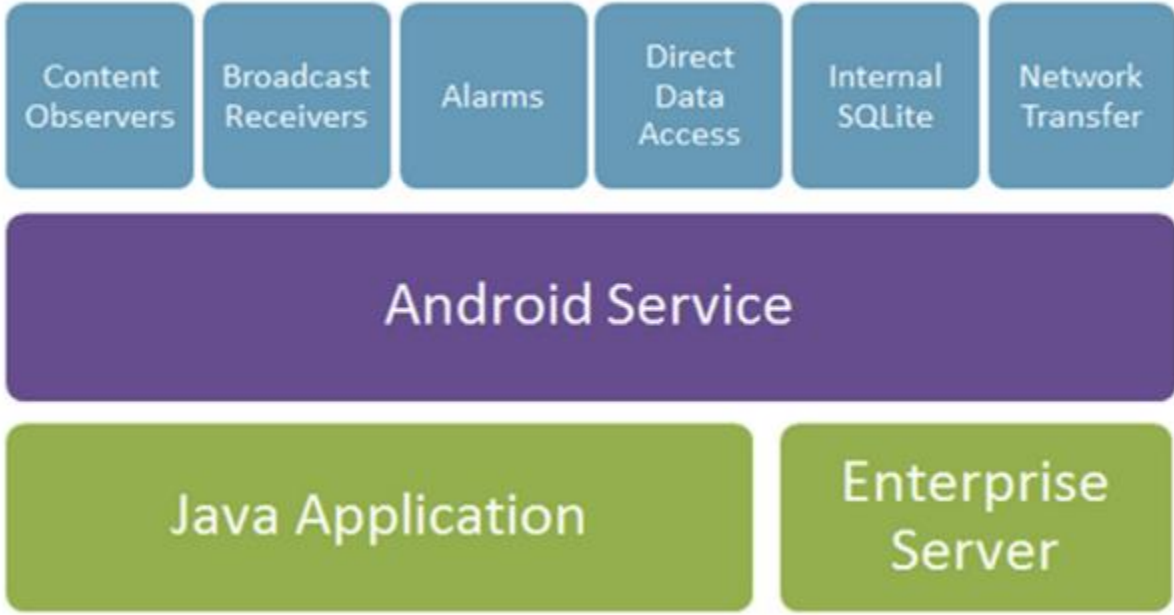 Content
Observers
Broadcast
Receivers
Alarms
Direct
Data
Access
Internal
SQLite
Network
Transfer
Android Service
Java Application
Enterprise
Server